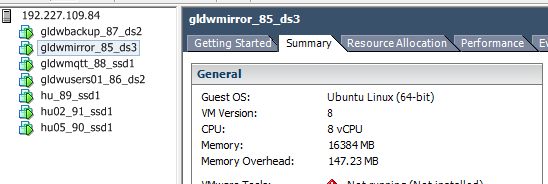 192.227.109.84
gldwbackup_87_ds2
gldwmirror_85_ds3
gldwmqtt_88_ssd1
gldwusers01_86_ds2
hu_89_ssd1
hu02_91_ssd1
hu05_90_ssd1
gldwmirror_85_ds3
Getting Started Summary Resource Allocation Performance Eve
General
Guest OS: Ubuntu Linux (64-bit)
VM Version: 8
CPU: 8 vCPU
Memory: 16384 MB
Memory Overhead: 147.23 MB
VMware Tools: Not running (Not installed)